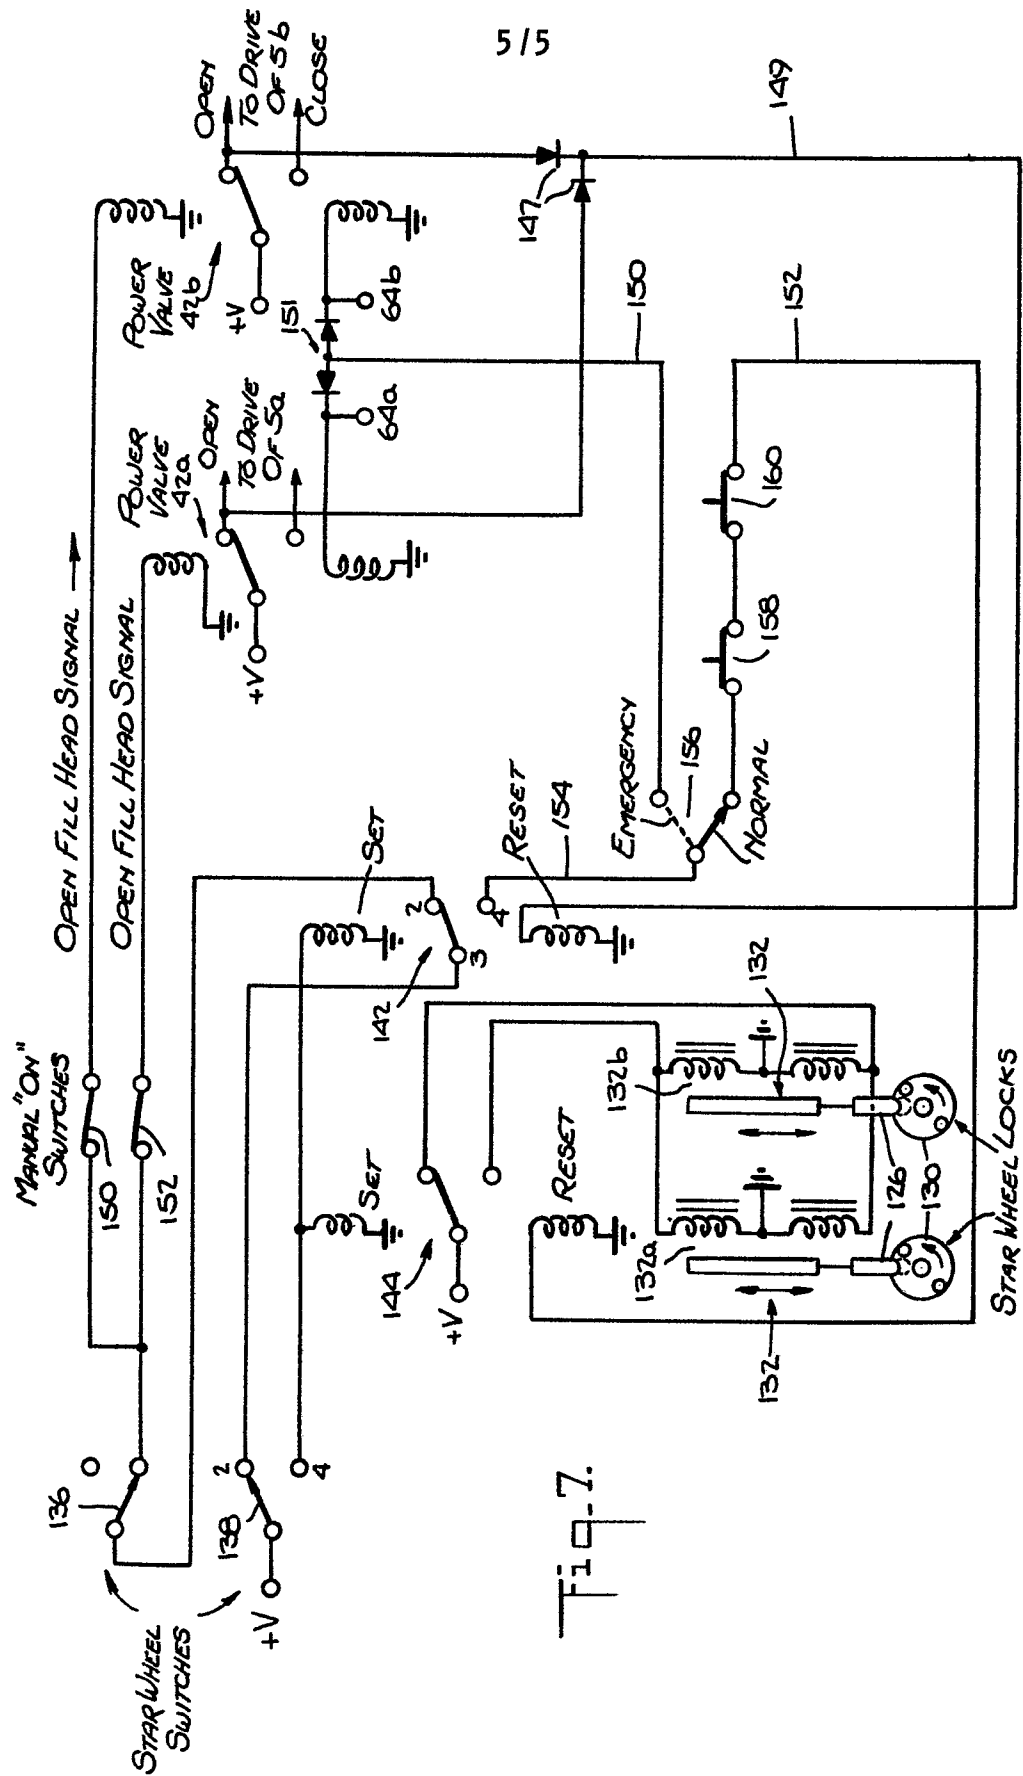 5/5
MANUAL "ON"
SWITCHES
150
152
OPEN FILL HEAD SIGNAL
OPEN FILL HEAD SIGNAL
POWER
VALVE
42a
OPEN
TO DRIVE
OF 5a
+V
POWER
VALVE
42b
OPEN
TO DRIVE
OF 5b
CLOSE
+V
151
64a
64b
147
149
150
152
STAR WHEEL
SWITCHES
136
138
2
4
+V
SET
142
2
3
4
RESET
154
EMERGENCY
156
NORMAL
158
160
SET
144
+V
RESET
132a
132b
132
132
126
130
STAR WHEEL LOCKS
Fig. 7.